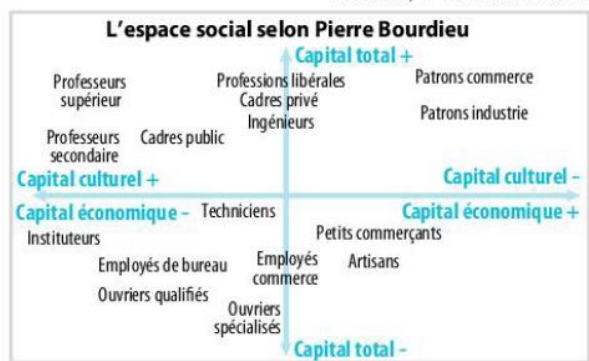 L'espace social selon Pierre Bourdieu
Capital total +
Professeurs
supérieur
Professions libérales
Cadres privé
Ingénieurs
Patrons commerce
Patrons industrie
Professeurs
secondaire
Cadres public
Capital culturel +
Capital culturel –
Capital économique –
Techniciens
Capital économique +
Instituteurs
Petits commerçants
Employés de bureau
Employés
commerce
Artisans
Ouvriers qualifiés
Ouvriers
spécialisés
Capital total –